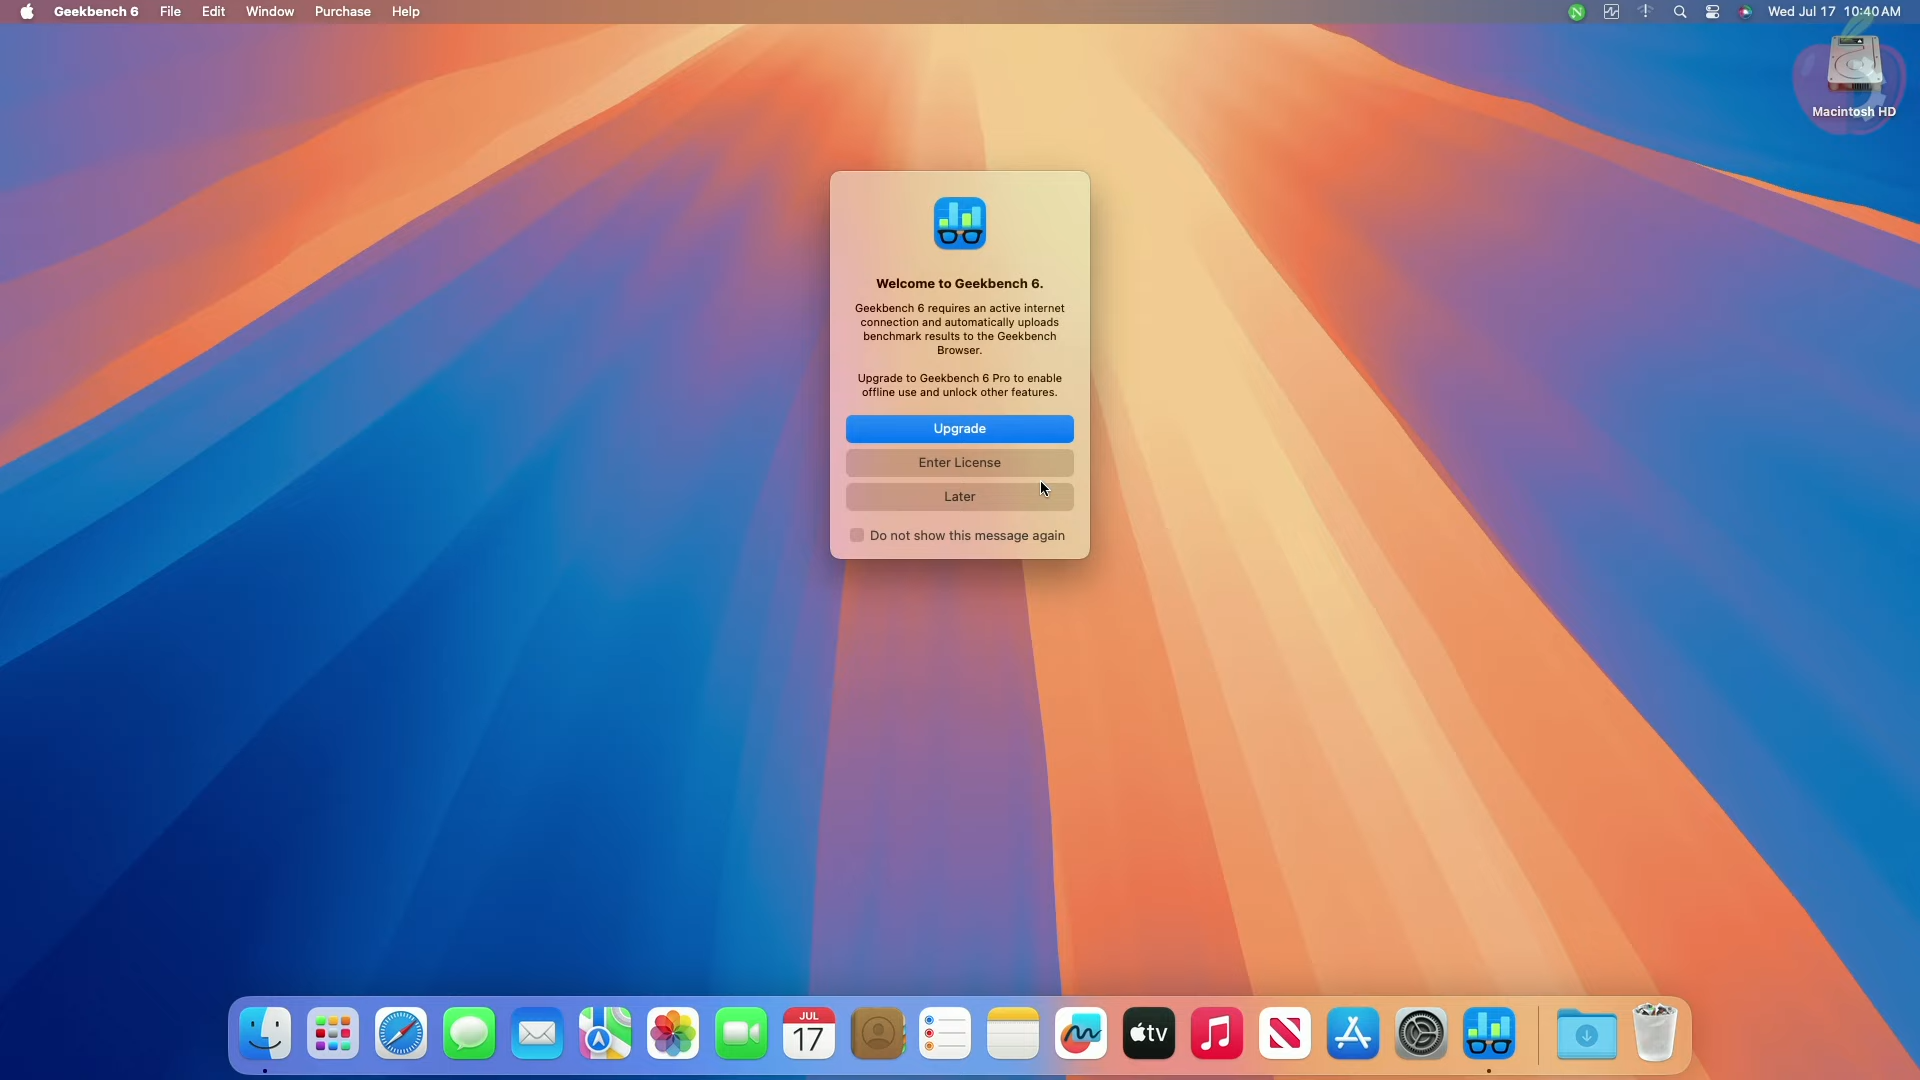 Geekbench 6 File Edit Window Purchase Help
N
Wed Jul 17 10:40 AM
Macintosh HD
Welcome to Geekbench 6.
Geekbench 6 requires an active internet
connection and automatically uploads
benchmark results to the Geekbench
Browser.
Upgrade to Geekbench 6 Pro to enable
offline use and unlock other features.
Upgrade
Enter License
Later
Do not show this message again
JUL
17
tv